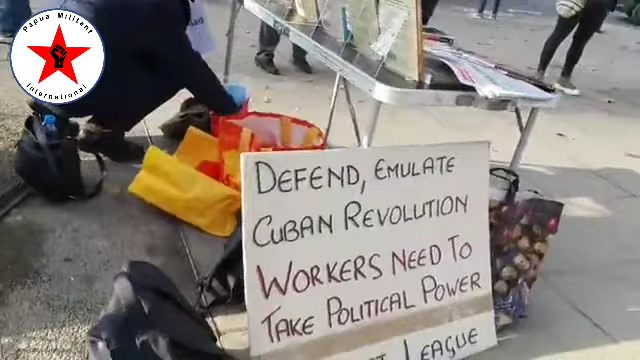 Papua Militant
International
DEFEND, EMULATE
CUBAN REVOLUTION
WORKERS NEED TO
TAKE POLITICAL POWER
LEAGUE